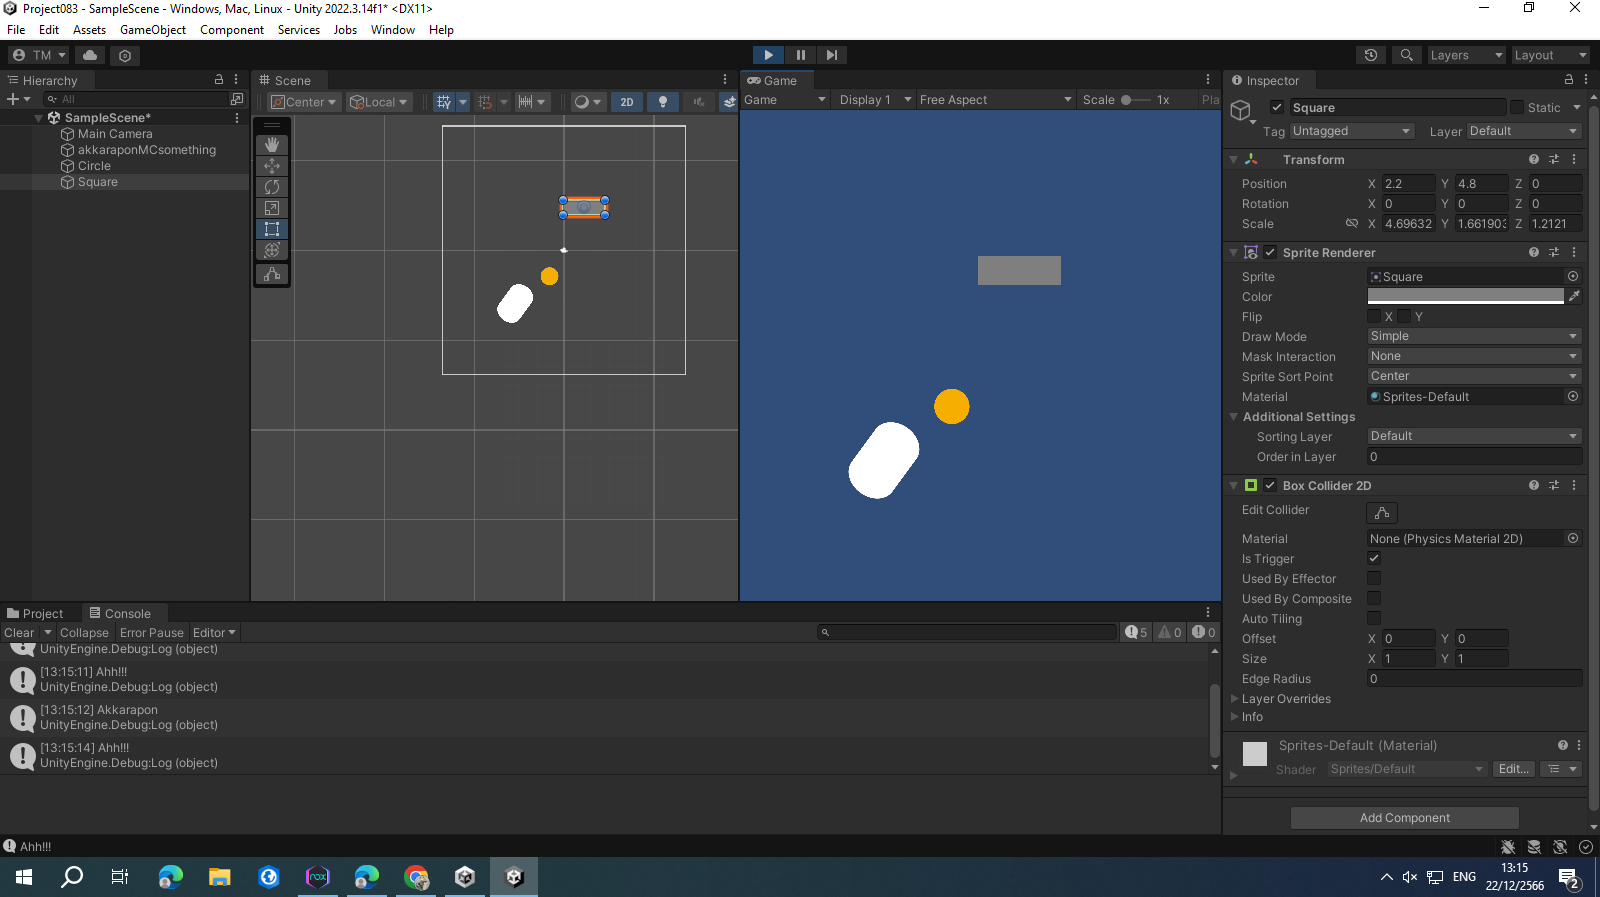 Project083 - SampleScene - Windows, Mac, Linux - Unity 2022.3.14f1* <DX11>
File Edit Assets GameObject Component Services Jobs Window Help
TM Layers Layout
Hierarchy
All
SampleScene*
Main Camera
akkaraponMCsomething
Circle
Square
Scene
Center Local 2D
Game
Game Display 1 Free Aspect Scale 1x Pla
Inspector
Square Static
Tag Untagged Layer Default
Transform
Position X 2.2 Y 4.8 Z 0
Rotation X 0 Y 0 Z 0
Scale X 4.69632 Y 1.661903 Z 1.2121
Sprite Renderer
Sprite Square
Color
Flip X Y
Draw Mode Simple
Mask Interaction None
Sprite Sort Point Center
Material Sprites-Default
Additional Settings
Sorting Layer Default
Order in Layer 0
Box Collider 2D
Edit Collider
Material None (Physics Material 2D)
Is Trigger
Used By Effector
Used By Composite
Auto Tiling
Offset X 0 Y 0
Size X 1 Y 1
Edge Radius 0
Layer Overrides
Info
Sprites-Default (Material)
Shader Sprites/Default Edit...
Add Component
Project Console
Clear Collapse Error Pause Editor 5 0 0
UnityEngine.Debug:Log (object)
[13:15:11] Ahh!!!
UnityEngine.Debug:Log (object)
[13:15:12] Akkarapon
UnityEngine.Debug:Log (object)
[13:15:14] Ahh!!!
UnityEngine.Debug:Log (object)
Ahh!!!
nox
ENG
13:15
22/12/2566
2